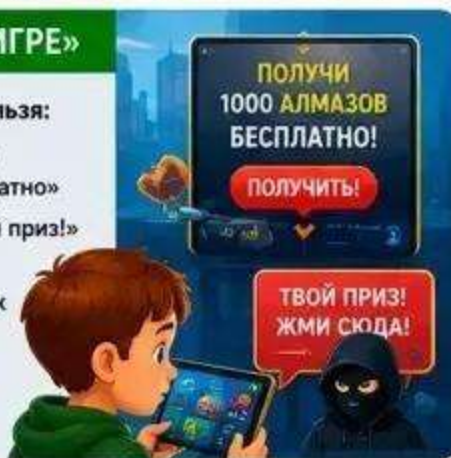 ИГРЕ»
льзя:
атно»
приз!»
ПОЛУЧИ
1000 АЛМАЗОВ
БЕСПЛАТНО!
ПОЛУЧИТЬ!
ТВОЙ ПРИЗ!
ЖМИ СЮДА!